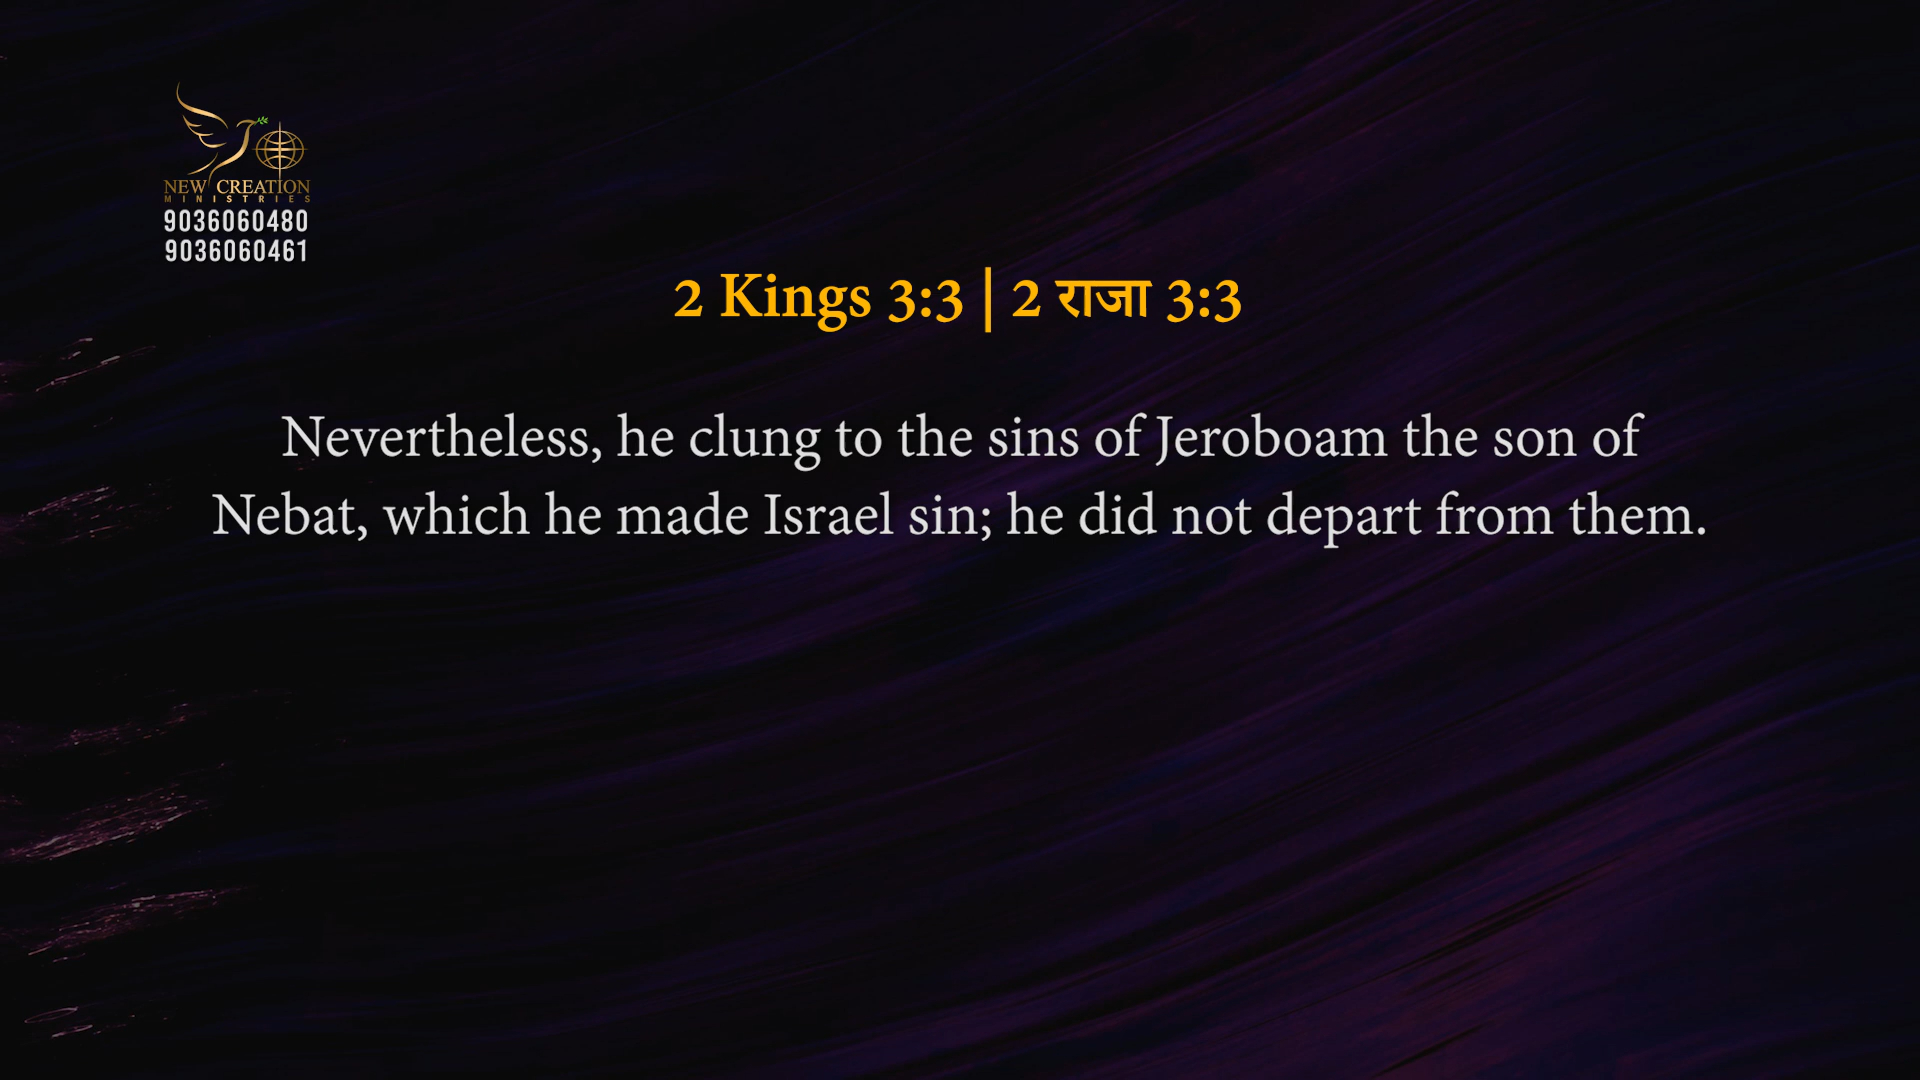 NEW CREATION
MINISTRIES
9036060480
9036060461
2 Kings 3:3 | 2 राजा 3:3
Nevertheless, he clung to the sins of Jeroboam the son of
Nebat, which he made Israel sin; he did not depart from them.